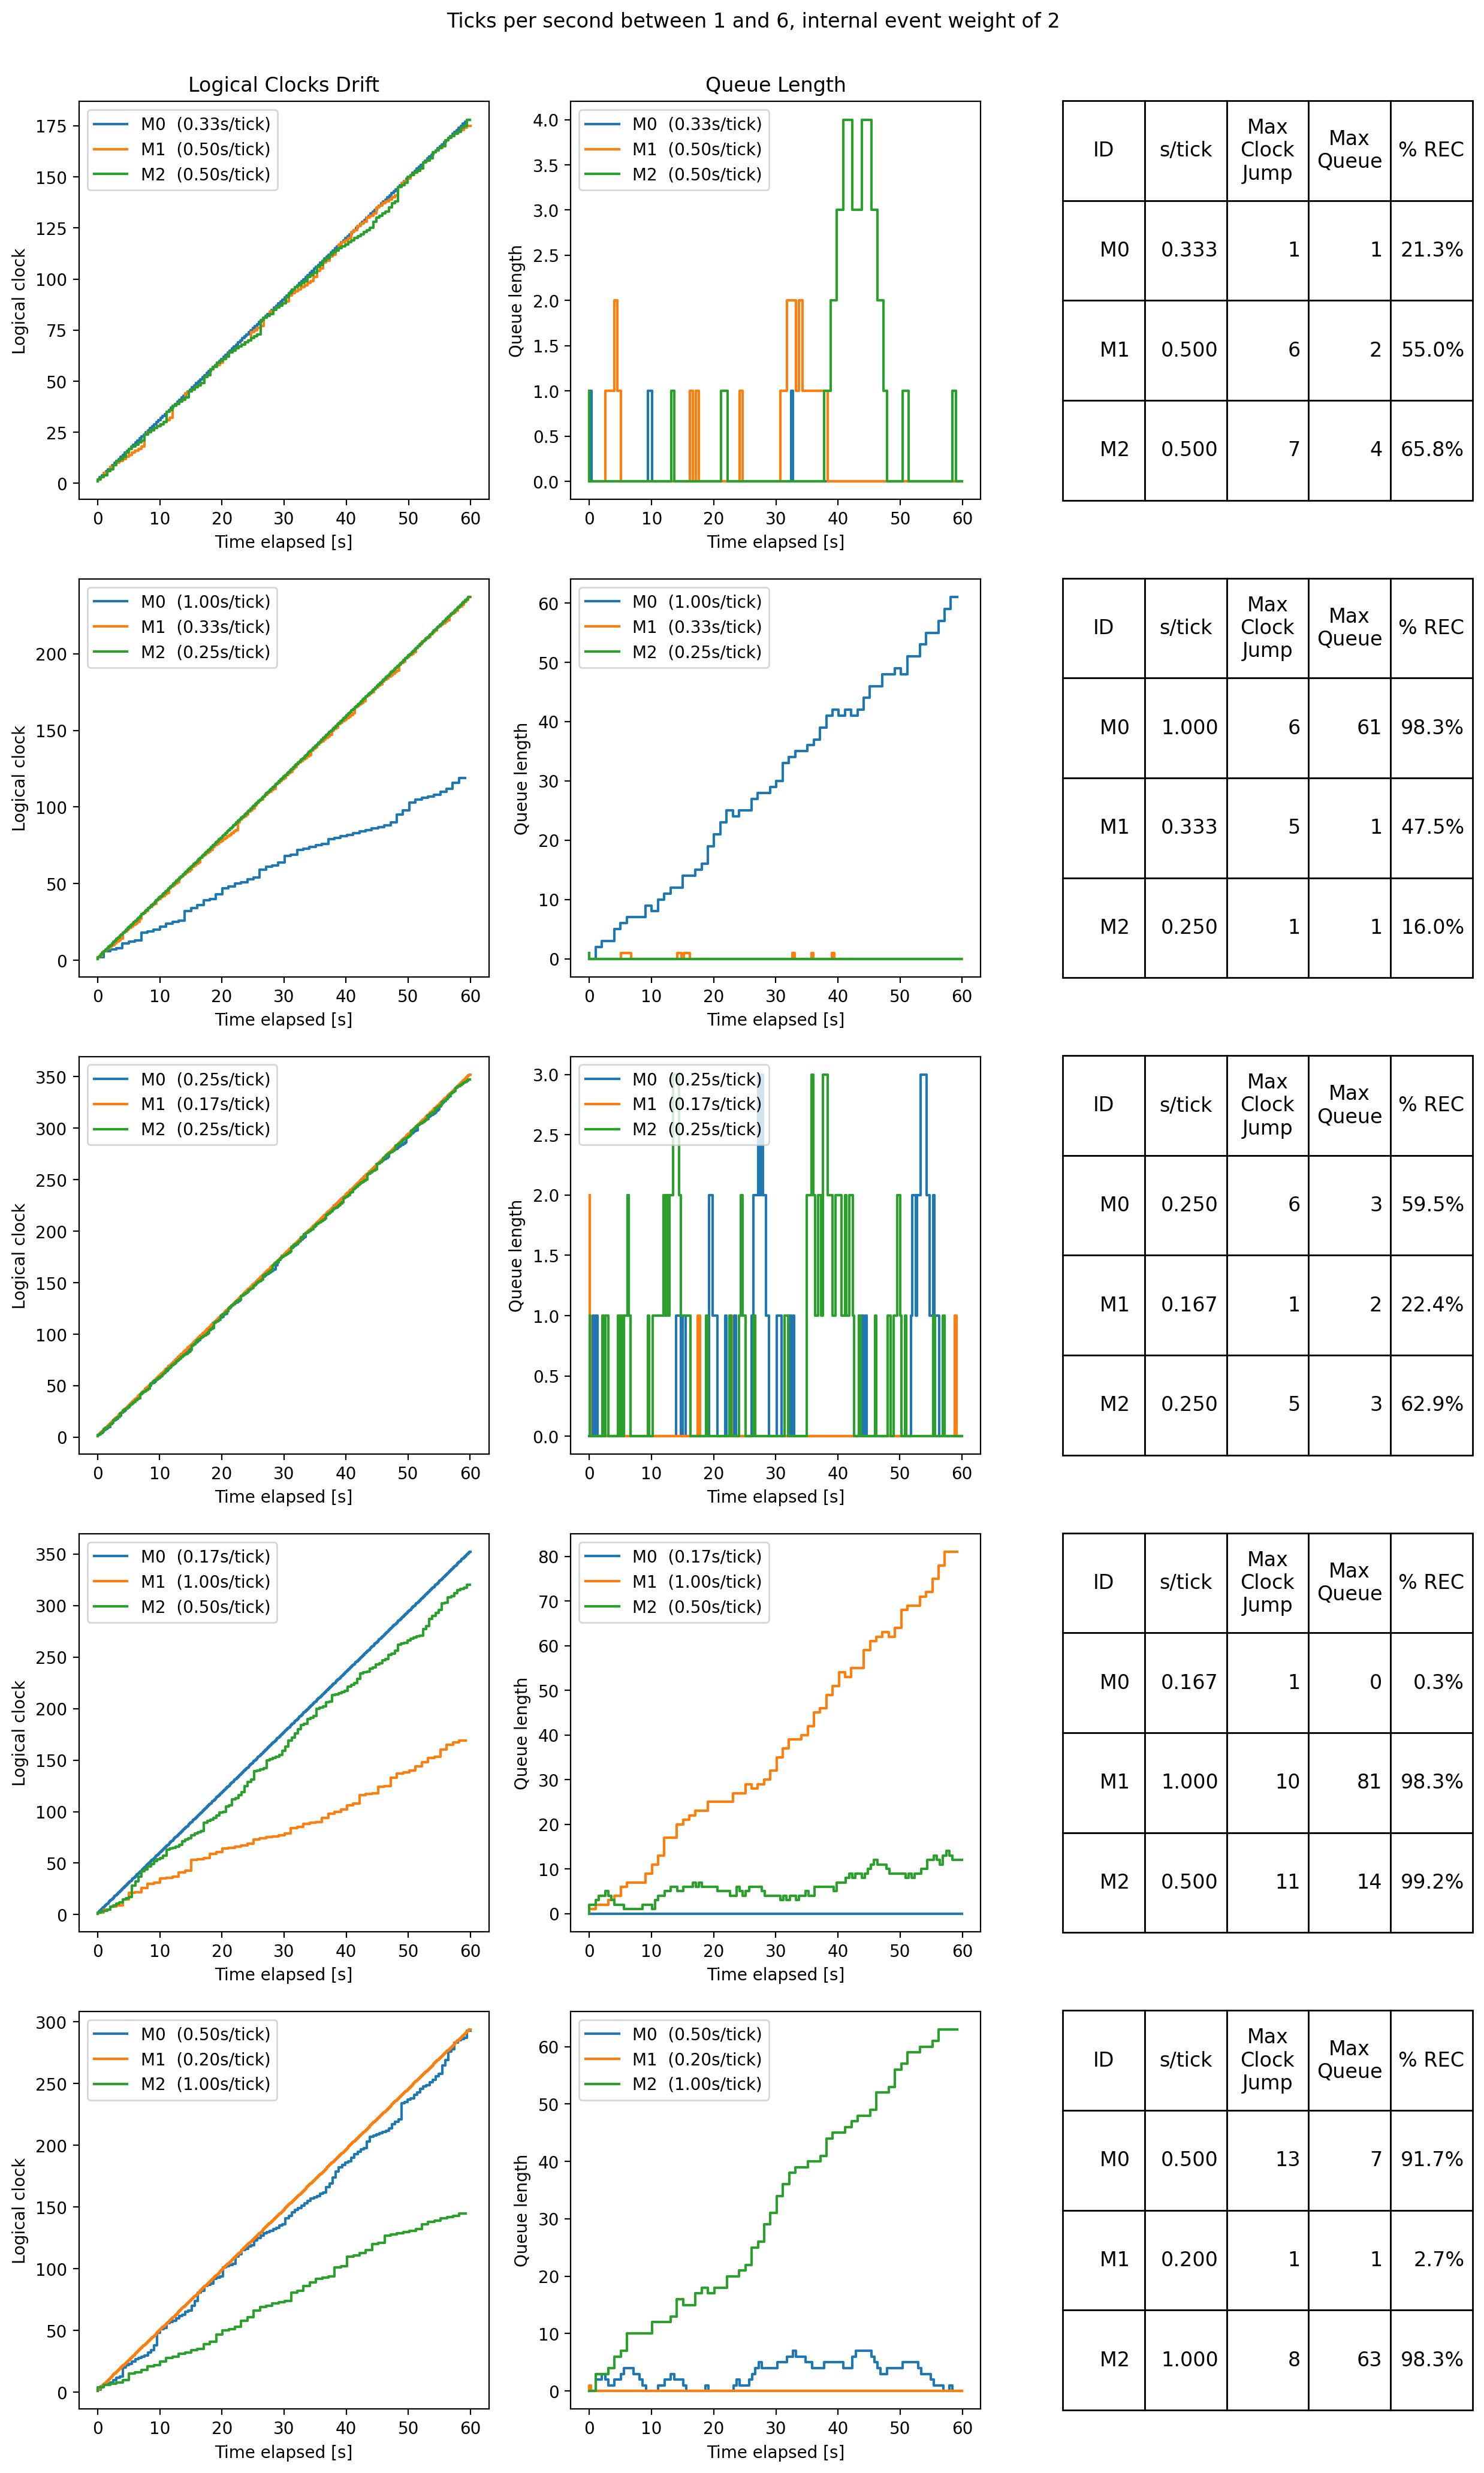 Ticks per second between 1 and 6, internal event weight of 2
Logical Clocks Drift
Queue Length
M0 (0.33s/tick)
M1 (0.50s/tick)
M2 (0.50s/tick)
175
150
125
100
75
50
25
0
Logical clock
0 10 20 30 40 50 60
Time elapsed [s]
M0 (0.33s/tick)
M1 (0.50s/tick)
M2 (0.50s/tick)
4.0
3.5
3.0
2.5
2.0
1.5
1.0
0.5
0.0
Queue length
0 10 20 30 40 50 60
Time elapsed [s]
ID s/tick Max Clock Jump Max Queue % REC
M0 0.333 1 1 21.3%
M1 0.500 6 2 55.0%
M2 0.500 7 4 65.8%
M0 (1.00s/tick)
M1 (0.33s/tick)
M2 (0.25s/tick)
200
150
100
50
0
Logical clock
0 10 20 30 40 50 60
Time elapsed [s]
M0 (1.00s/tick)
M1 (0.33s/tick)
M2 (0.25s/tick)
60
50
40
30
20
10
0
Queue length
0 10 20 30 40 50 60
Time elapsed [s]
ID s/tick Max Clock Jump Max Queue % REC
M0 1.000 6 61 98.3%
M1 0.333 5 1 47.5%
M2 0.250 1 1 16.0%
M0 (0.25s/tick)
M1 (0.17s/tick)
M2 (0.25s/tick)
350
300
250
200
150
100
50
0
Logical clock
0 10 20 30 40 50 60
Time elapsed [s]
M0 (0.25s/tick)
M1 (0.17s/tick)
M2 (0.25s/tick)
3.0
2.5
2.0
1.5
1.0
0.5
0.0
Queue length
0 10 20 30 40 50 60
Time elapsed [s]
ID s/tick Max Clock Jump Max Queue % REC
M0 0.250 6 3 59.5%
M1 0.167 1 2 22.4%
M2 0.250 5 3 62.9%
M0 (0.17s/tick)
M1 (1.00s/tick)
M2 (0.50s/tick)
350
300
250
200
150
100
50
0
Logical clock
0 10 20 30 40 50 60
Time elapsed [s]
M0 (0.17s/tick)
M1 (1.00s/tick)
M2 (0.50s/tick)
80
70
60
50
40
30
20
10
0
Queue length
0 10 20 30 40 50 60
Time elapsed [s]
ID s/tick Max Clock Jump Max Queue % REC
M0 0.167 1 0 0.3%
M1 1.000 10 81 98.3%
M2 0.500 11 14 99.2%
M0 (0.50s/tick)
M1 (0.20s/tick)
M2 (1.00s/tick)
300
250
200
150
100
50
0
Logical clock
0 10 20 30 40 50 60
Time elapsed [s]
M0 (0.50s/tick)
M1 (0.20s/tick)
M2 (1.00s/tick)
60
50
40
30
20
10
0
Queue length
0 10 20 30 40 50 60
Time elapsed [s]
ID s/tick Max Clock Jump Max Queue % REC
M0 0.500 13 7 91.7%
M1 0.200 1 1 2.7%
M2 1.000 8 63 98.3%